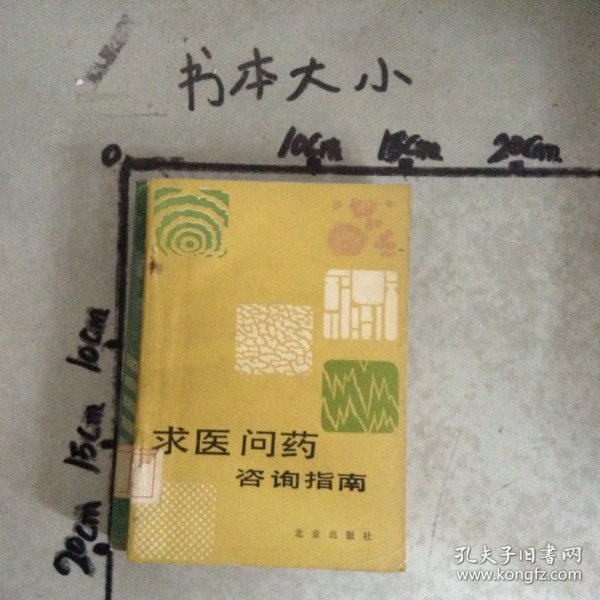 书本大小
0
10cm
15cm
20cm
10cm
15cm
20cm
求医问药
咨询指南
北京出版社
孔夫子旧书网
www.kongfz.com